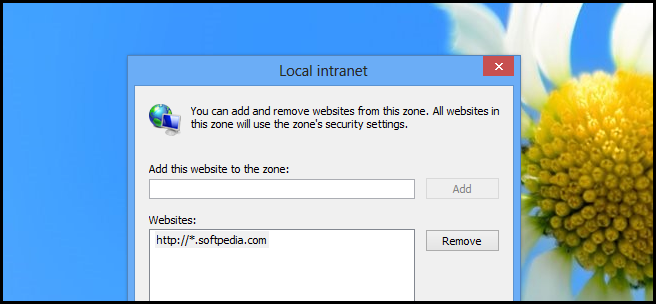 Local intranet
You can add and remove websites from this zone. All websites in
this zone will use the zone's security settings.
Add this website to the zone:
Add
Websites:
http://*.softpedia.com
Remove